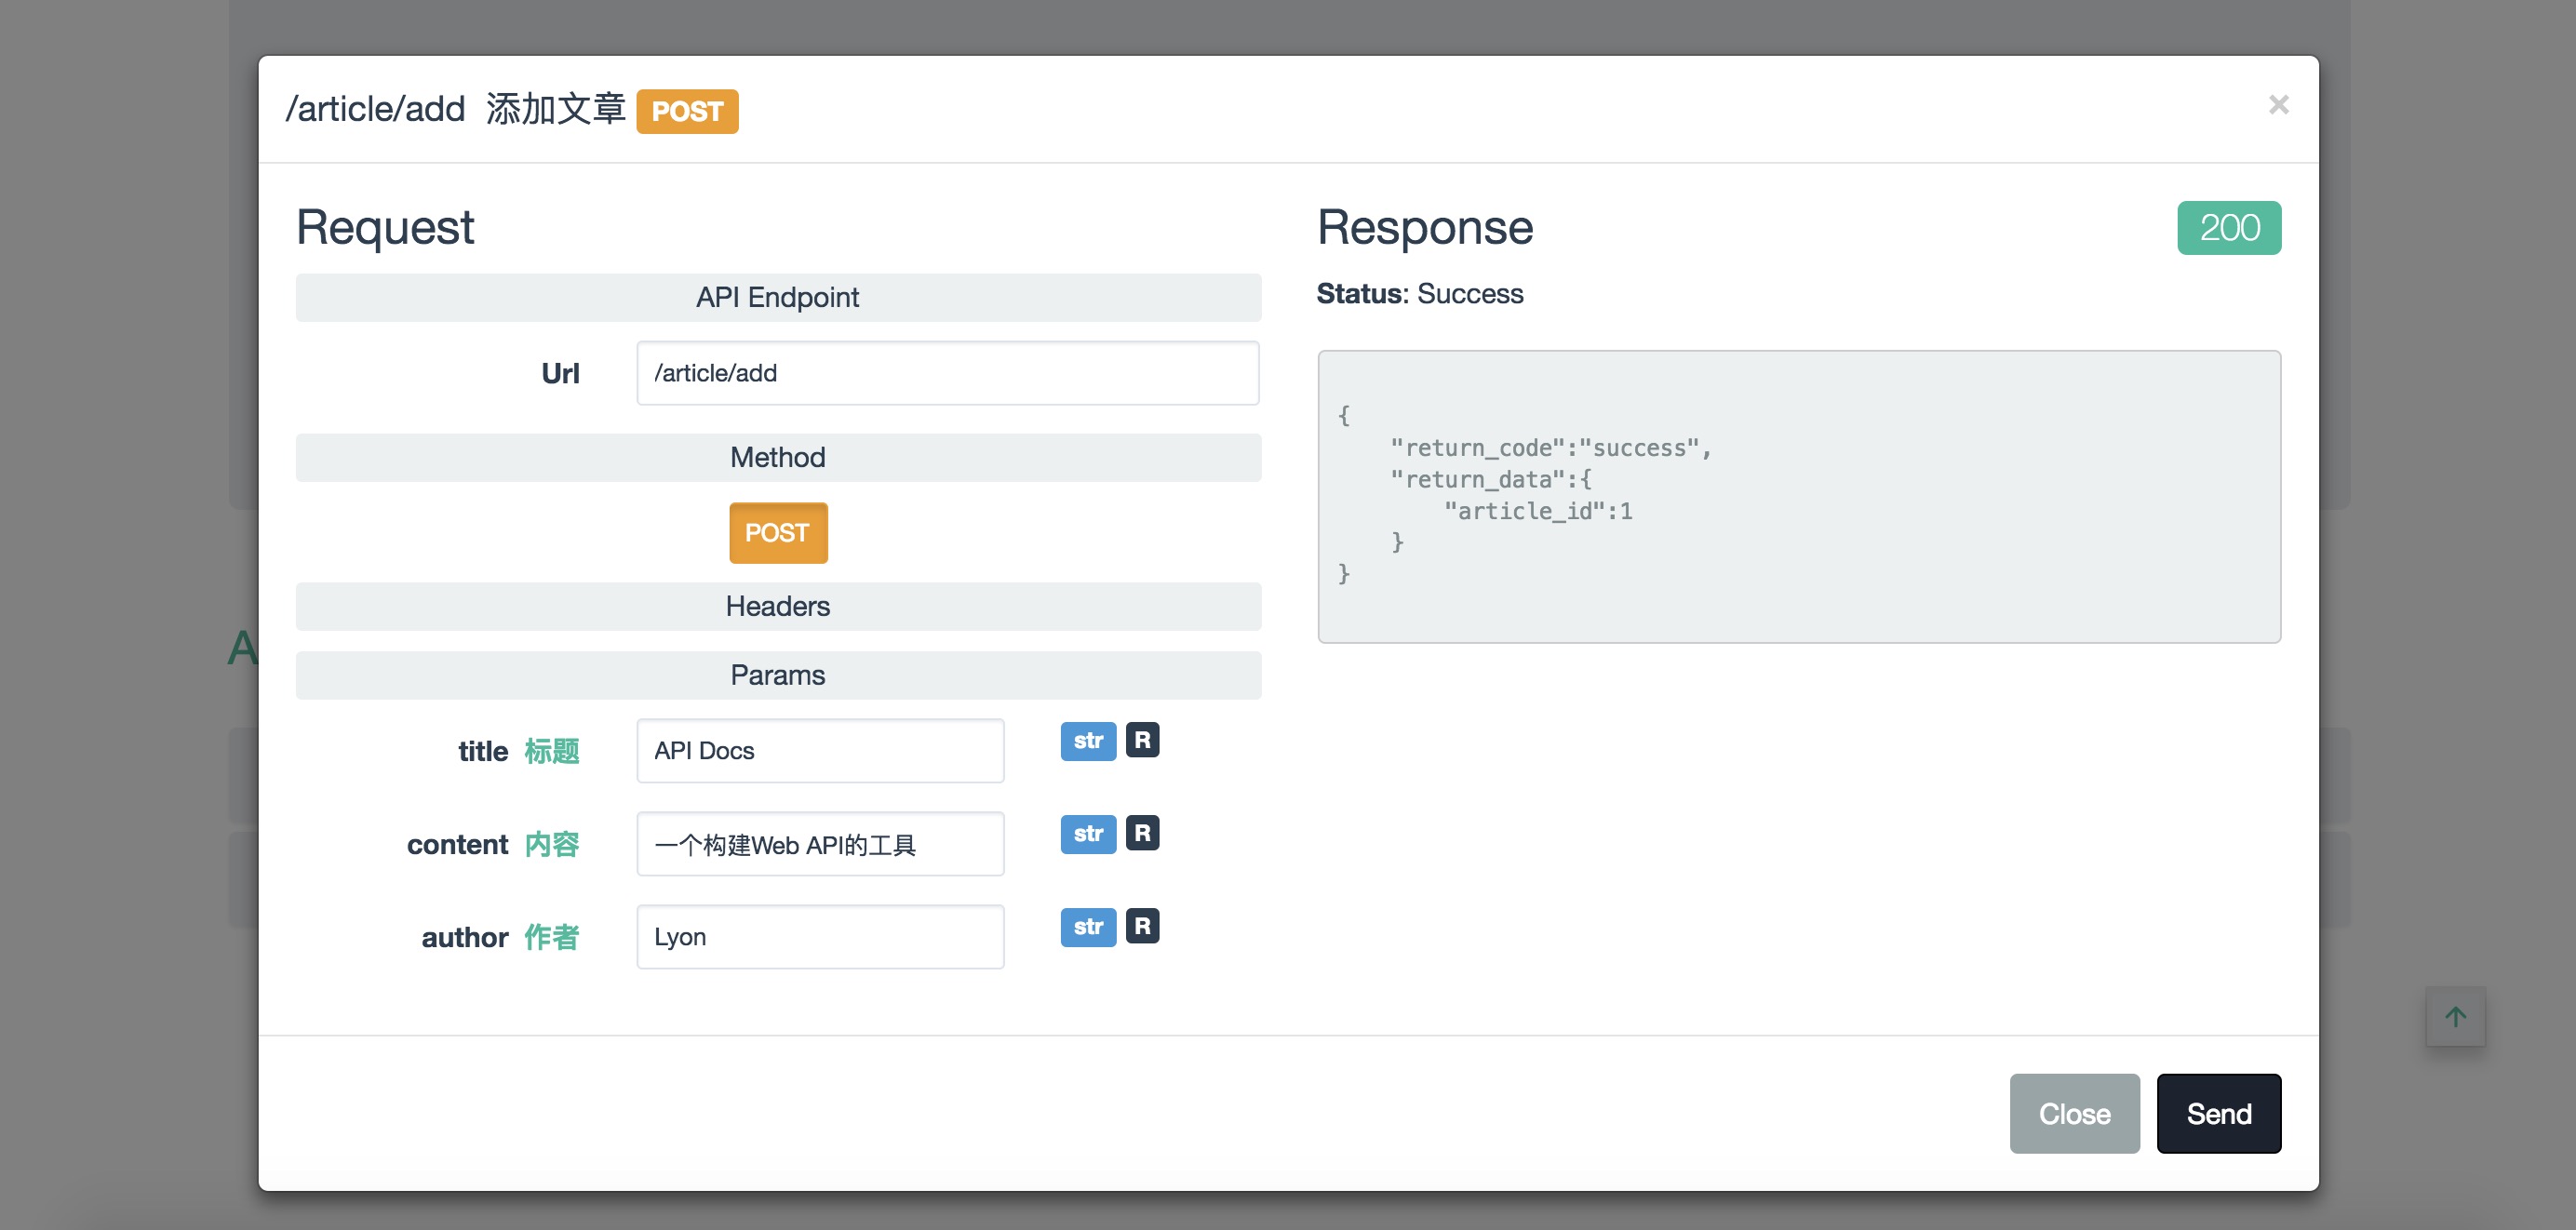 /article/add 添加文章 POST
×
Request
API Endpoint
Url /article/add
Method
POST
Headers
Params
title 标题 API Docs str R
content 内容 一个构建Web API的工具 str R
author 作者 Lyon str R
Response 200
Status: Success
{
"return_code":"success",
"return_data":{
"article_id":1
}
}
A
Close Send